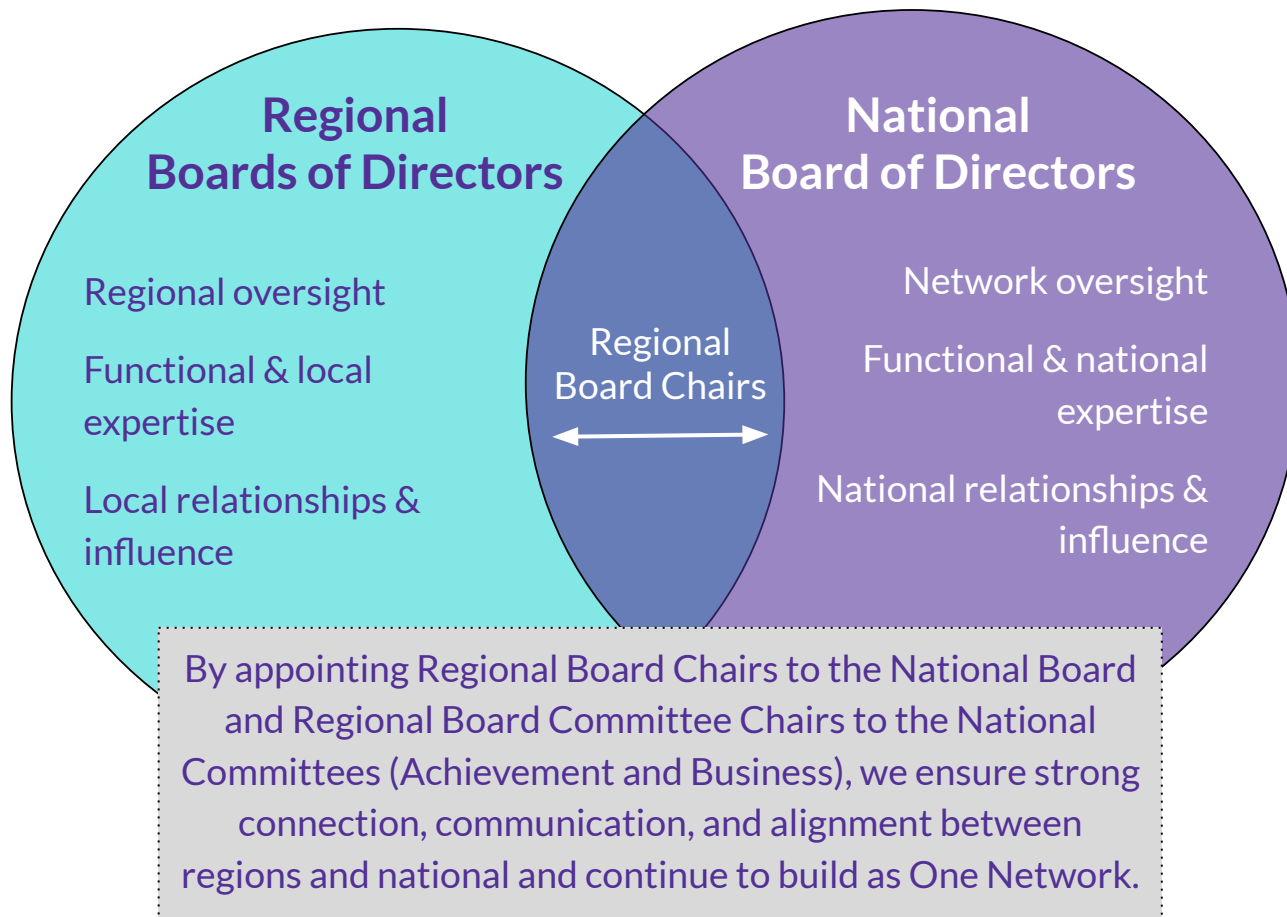 Regional
Boards of Directors
Regional oversight
Functional & local
expertise
Local relationships &
influence
Regional
Board Chairs
National
Board of Directors
Network oversight
Functional & national
expertise
National relationships &
influence
By appointing Regional Board Chairs to the National Board
and Regional Board Committee Chairs to the National
Committees (Achievement and Business), we ensure strong
connection, communication, and alignment between
regions and national and continue to build as One Network.